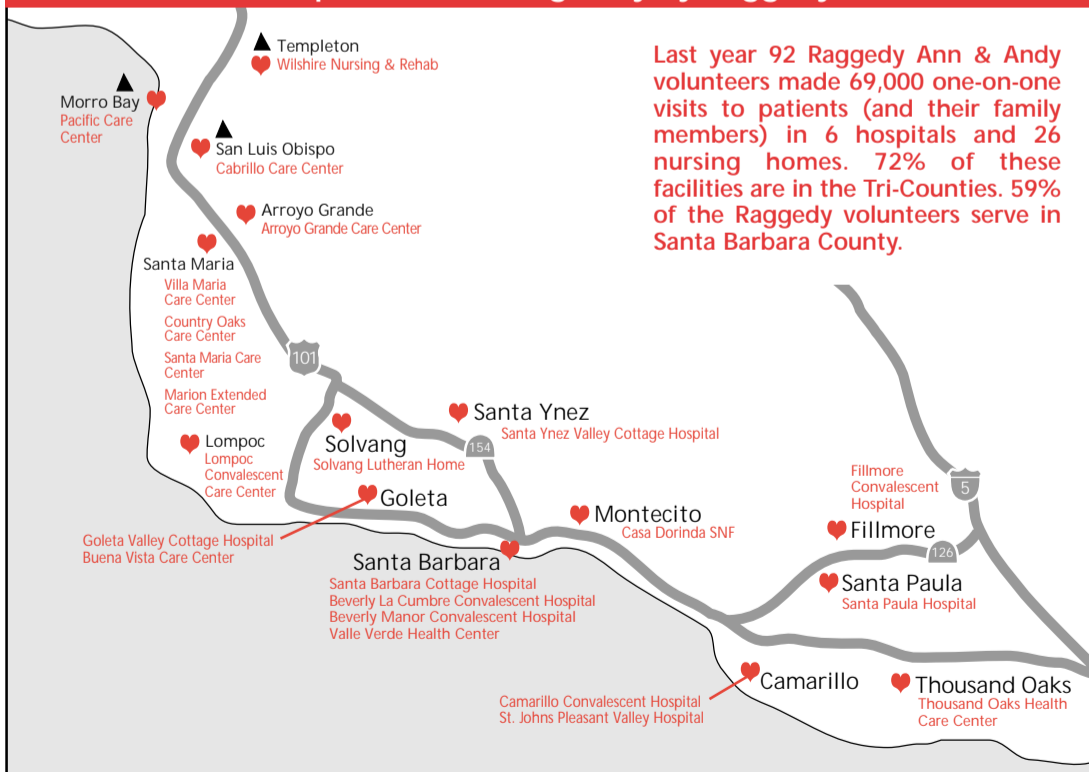 Templeton
Wilshire Nursing & Rehab
Morro Bay
Pacific Care
Center
San Luis Obispo
Cabrillo Care Center
Arroyo Grande
Arroyo Grande Care Center
Santa Maria
Villa Maria
Care Center
Country Oaks
Care Center
Santa Maria Care
Center
Marion Extended
Care Center
Lompoc
Lompoc
Convalescent
Care Center
Last year 92 Raggedy Ann & Andy
volunteers made 69,000 one-on-one
visits to patients (and their family
members) in 6 hospitals and 26
nursing homes. 72% of these
facilities are in the Tri-Counties. 59%
of the Raggedy volunteers serve in
Santa Barbara County.
101
154
Santa Ynez
Santa Ynez Valley Cottage Hospital
Solvang
Solvang Lutheran Home
Goleta
Goleta Valley Cottage Hospital
Buena Vista Care Center
Santa Barbara
Santa Barbara Cottage Hospital
Beverly La Cumbre Convalescent Hospital
Beverly Manor Convalescent Hospital
Valle Verde Health Center
Montecito
Casa Dorinda SNF
Fillmore
Convalescent
Hospital
5
Fillmore
126
Santa Paula
Santa Paula Hospital
Camarillo
Camarillo Convalescent Hospital
St. Johns Pleasant Valley Hospital
Thousand Oaks
Thousand Oaks Health
Care Center